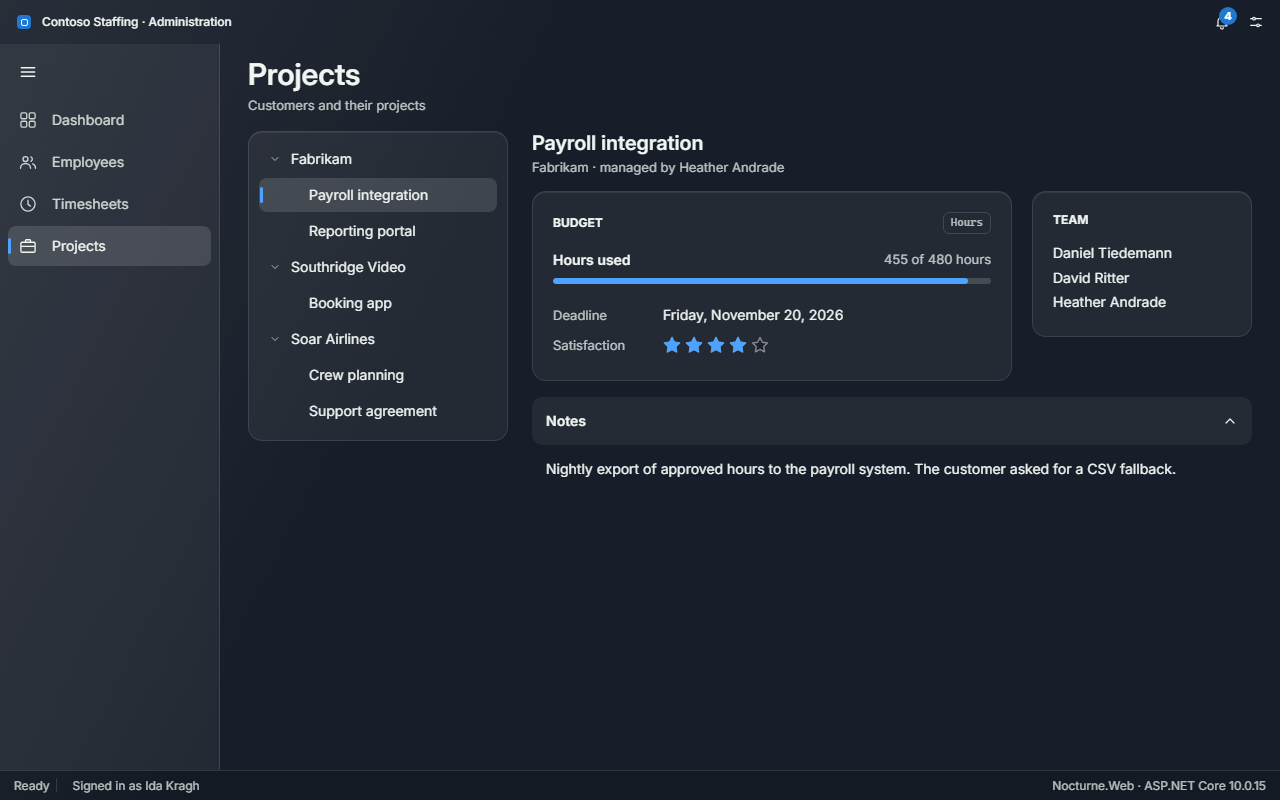 Contoso Staffing · Administration
4
Dashboard
Employees
Timesheets
Projects
Projects
Customers and their projects
Fabrikam
Payroll integration
Reporting portal
Southridge Video
Booking app
Soar Airlines
Crew planning
Support agreement
Payroll integration
Fabrikam · managed by Heather Andrade
BUDGET
Hours
Hours used
455 of 480 hours
Deadline
Friday, November 20, 2026
Satisfaction
TEAM
Daniel Tiedemann
David Ritter
Heather Andrade
Notes
Nightly export of approved hours to the payroll system. The customer asked for a CSV fallback.
Ready
Signed in as Ida Kragh
Nocturne.Web · ASP.NET Core 10.0.15